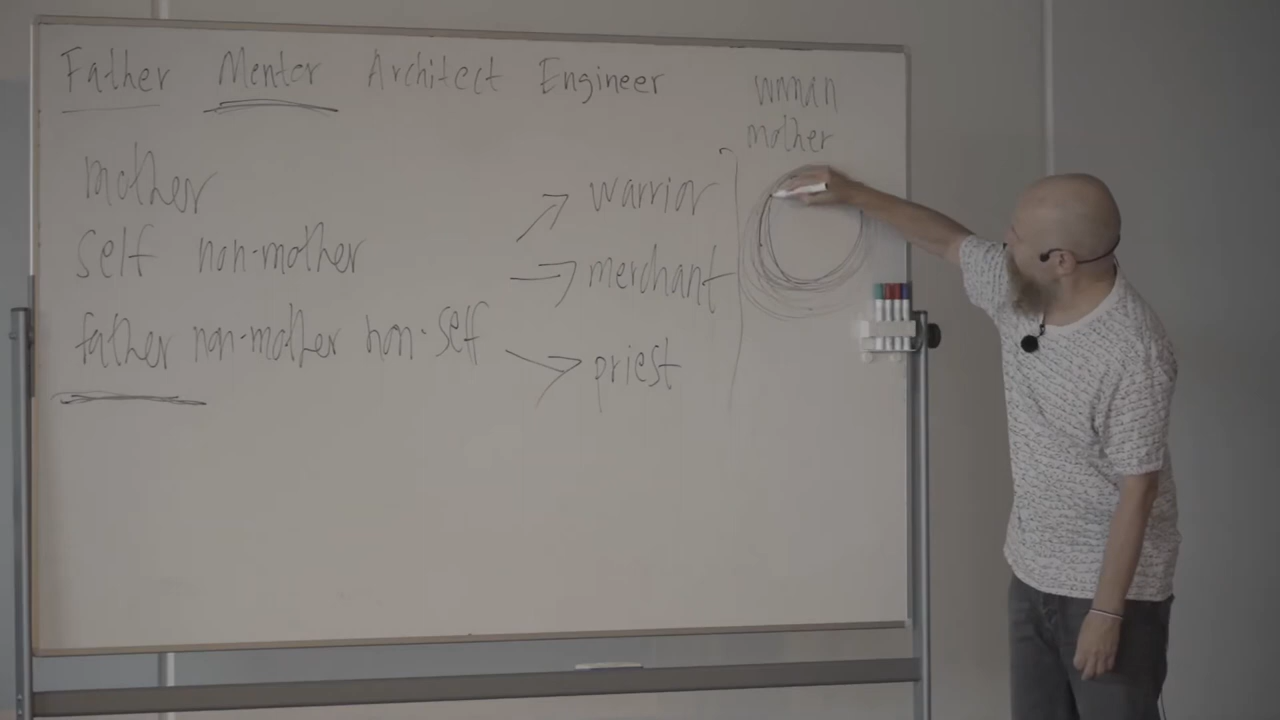 Father Mentor Architect Engineer
woman
mother
mother
self non-mother
father non-mother non-self
warrior
merchant
priest